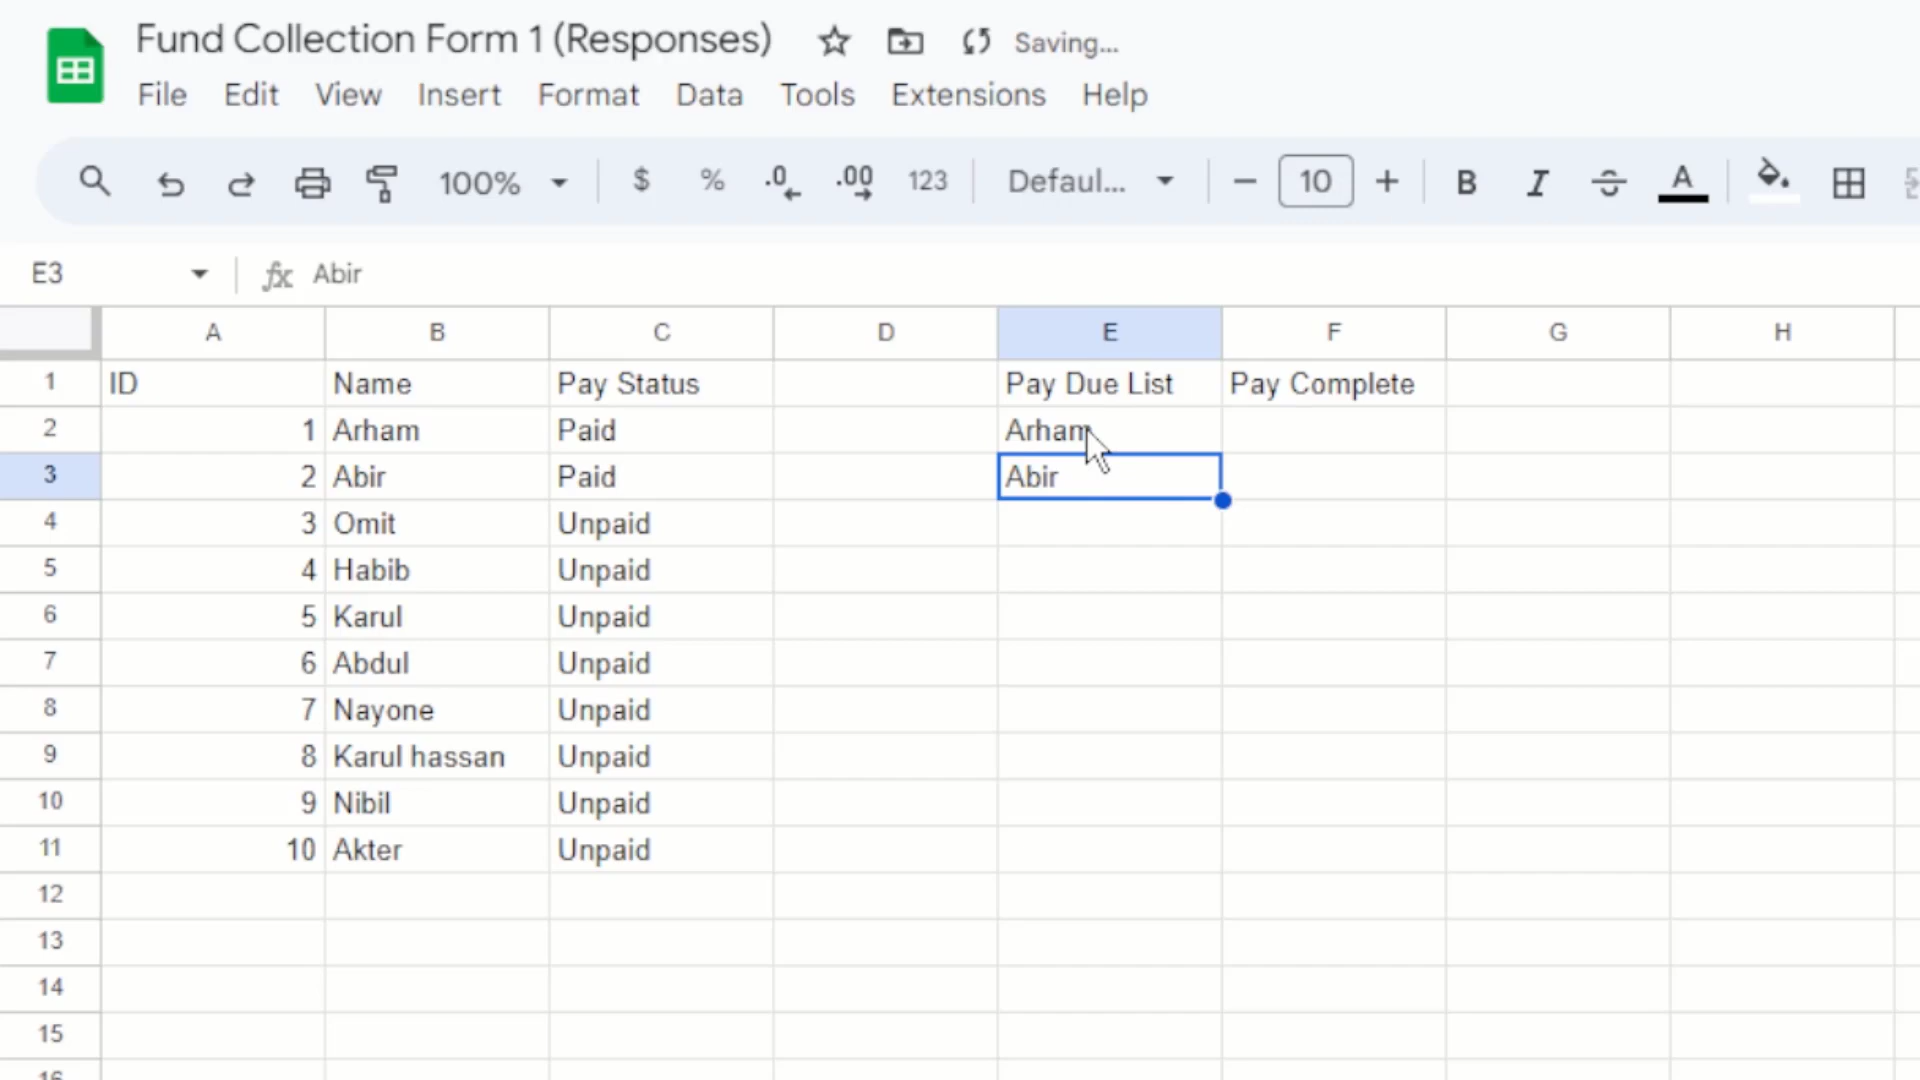 Fund Collection Form 1 (Responses) Saving...
File Edit View Insert Format Data Tools Extensions Help
100% $ % .0 .00 123 Defaul... 10 B I S A
E3 fx Abir
A B C D E F G H
1 ID Name Pay Status Pay Due List Pay Complete
2 1 Arham Paid Arham
3 2 Abir Paid Abir
4 3 Omit Unpaid
5 4 Habib Unpaid
6 5 Karul Unpaid
7 6 Abdul Unpaid
8 7 Nayone Unpaid
9 8 Karul hassan Unpaid
10 9 Nibil Unpaid
11 10 Akter Unpaid
12
13
14
15
16